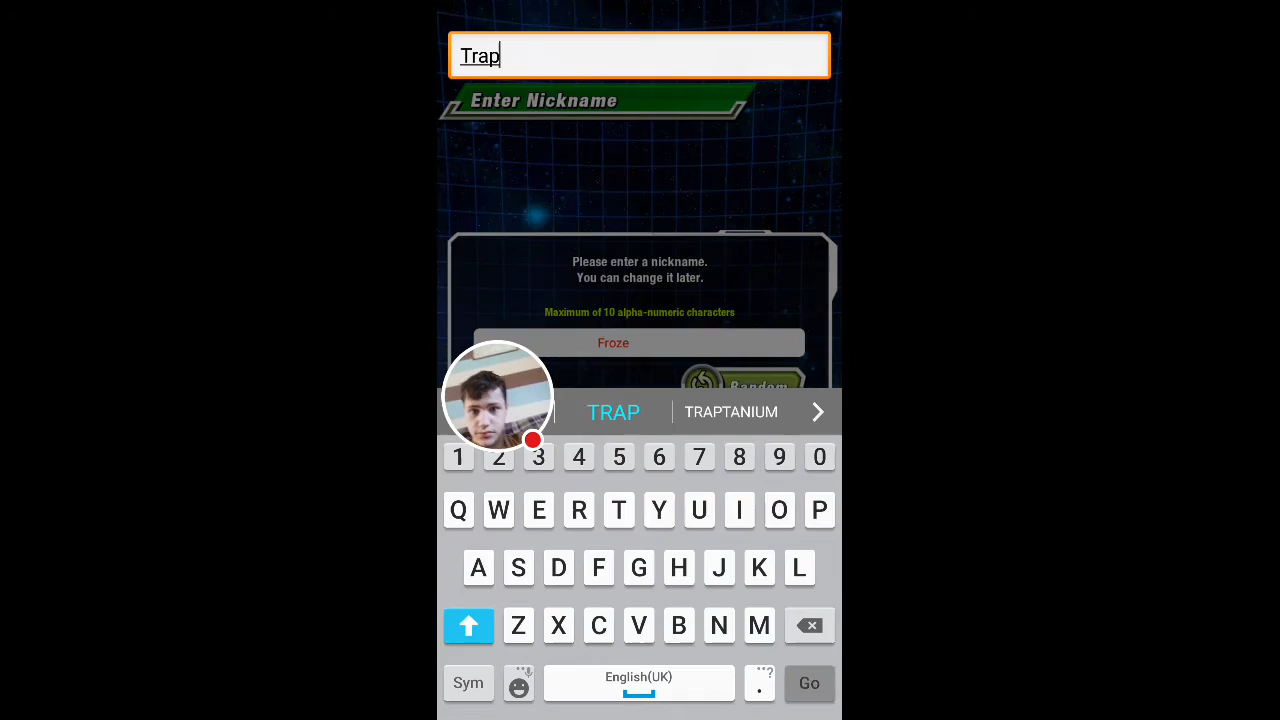 Trap
Enter Nickname
Please enter a nickname.
You can change it later.
Maximum of 10 alpha-numeric characters
Froze
Random
TRAP TRAPTANIUM
1 2 3 4 5 6 7 8 9 0
Q W E R T Y U I O P
A S D F G H J K L
Z X C V B N M
Sym English(UK) . ...? Go